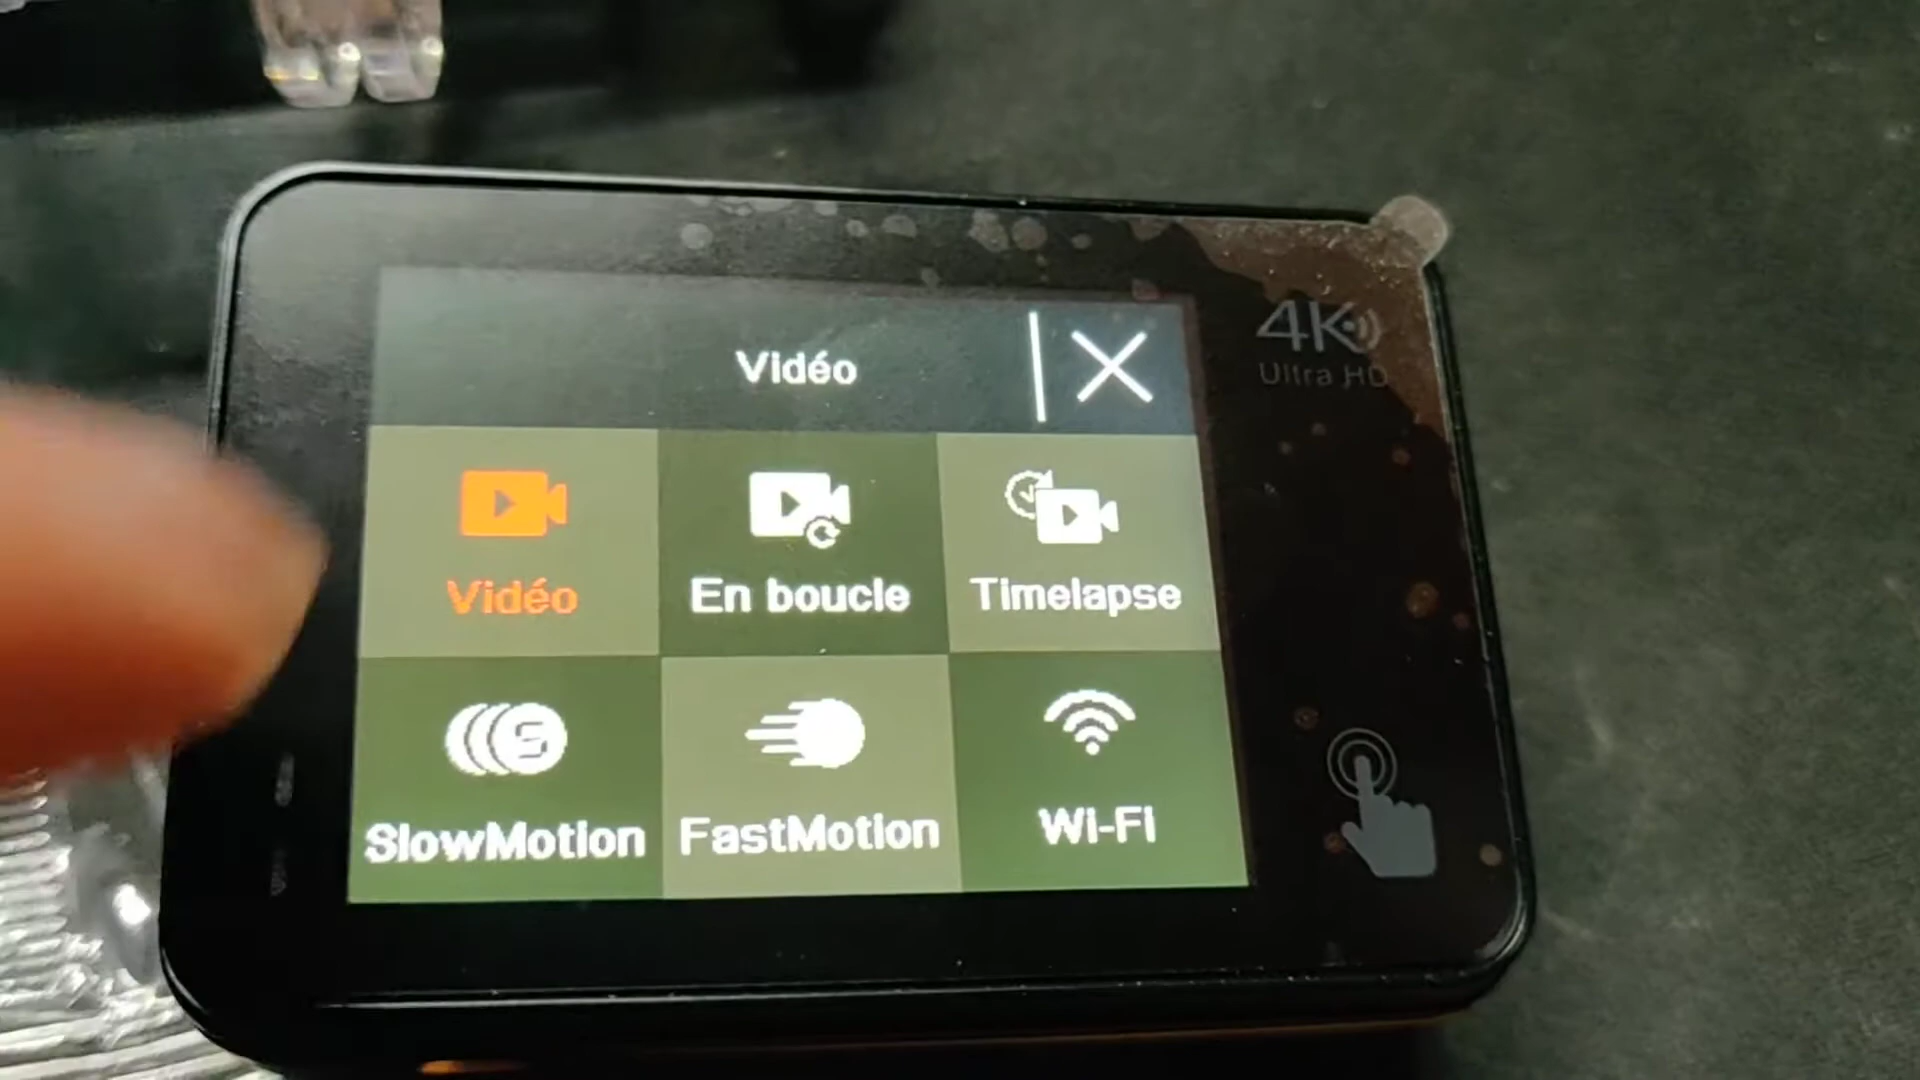 Vidéo
4K
Ultra HD
Vidéo
En boucle
Timelapse
SlowMotion
FastMotion
Wi-Fi